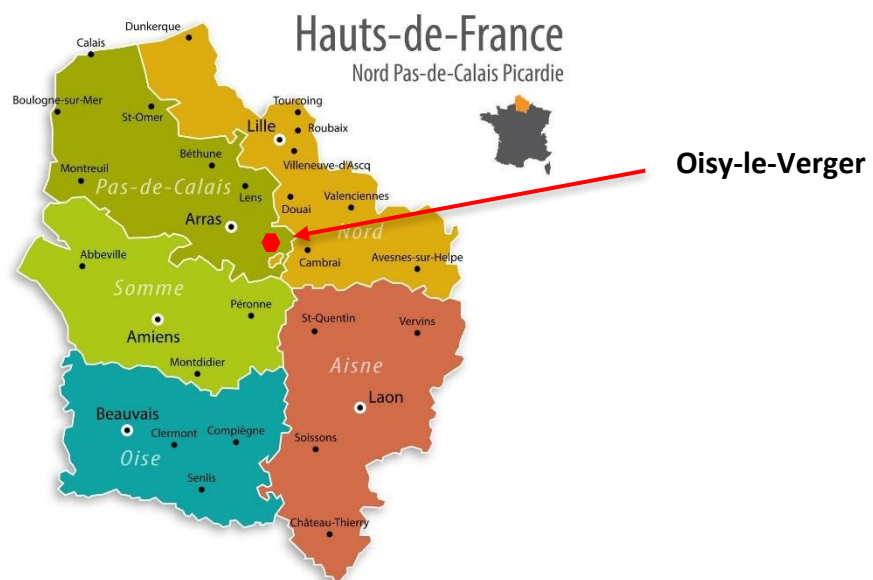 Hauts-de-France
Nord Pas-de-Calais Picardie
Dunkerque
Calais
Boulogne-sur-Mer
St-Omer
Tourcoing
Lille
Roubaix
Villeneuve-d'Ascq
Béthune
Montreuil
Pas-de-Calais
Lens
Douai
Valenciennes
Oisy-le-Verger
Arras
Nord
Cambrai
Avesnes-sur-Helpe
Abbeville
Somme
Péronne
Amiens
St-Quentin
Vervins
Montdidier
Aisne
Laon
Beauvais
Clermont
Compiègne
Soissons
Oise
Senlis
Château-Thierry